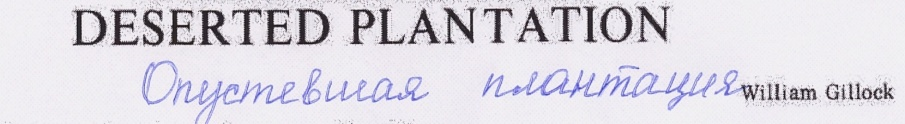 DESERTED PLANTATION
Опустевшая плантация
William Gillock